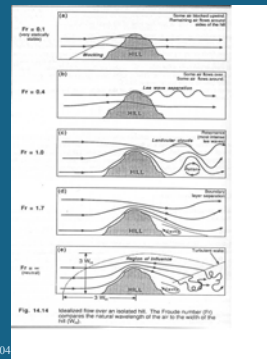 (a)
Some air blocked upwind
Remaining air flows around
sides of the hill
Fr = 0.1
Blocking
HILL
(b)
Some air flows over,
Some air flows around
Fr = 0.4
Lee wave separation
HILL
(c)
Lenticular clouds
Fr = 1.0
HILL
(d)
Boundary
layer separation
Fr = 1.7
HILL
(e)
Turbulent wake
Region of influence
Fr = ∞
(neutral)
HILL
Fig. 14.14 Idealized flow over an isolated hill. The Froude number (Fr)
compares the natural wavelength of the air to the width of the
hill
04